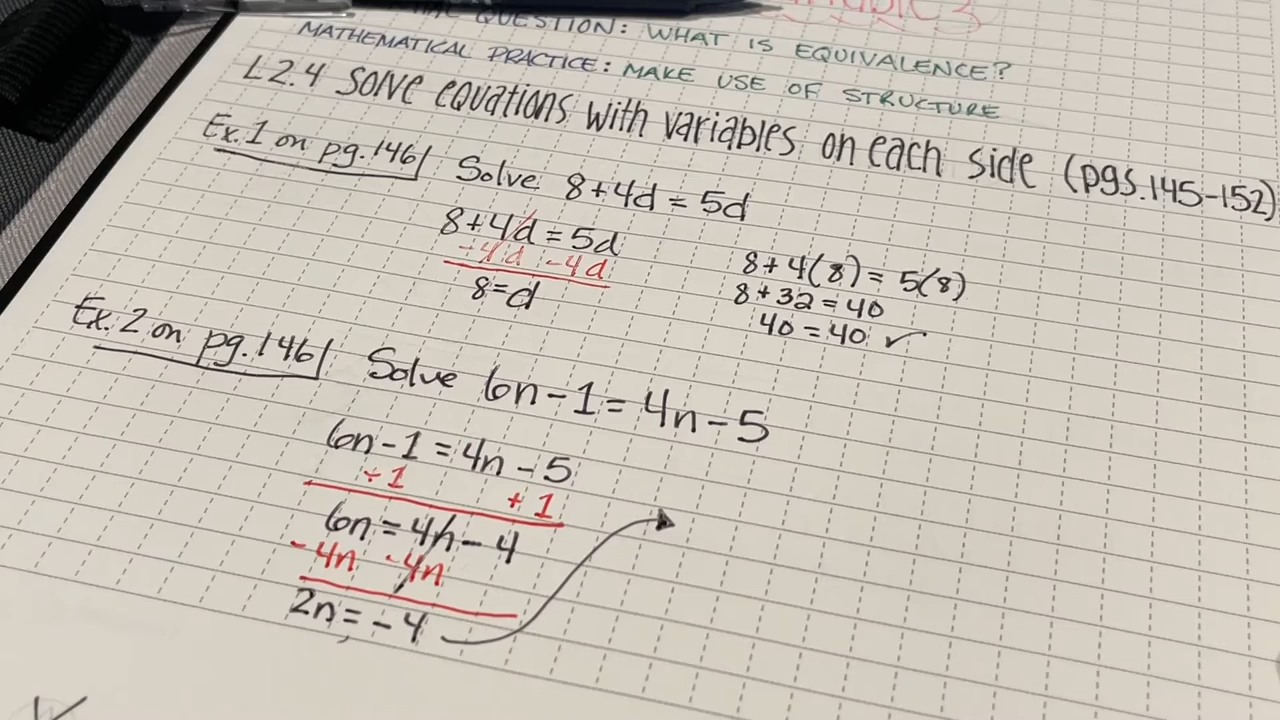 QUESTION: WHAT IS EQUIVALENCE?
MATHEMATICAL PRACTICE: MAKE USE OF STRUCTURE
L2.4 Solve equations with variables on each side (pgs.145-152)
Ex.1 on pg.146/ Solve 8+4d = 5d
8+4d = 5d
-4d -4d
8=d
8+4(8) = 5(8)
8+32 = 40
40 = 40 ✓
Ex.2 on pg.146/ Solve 6n-1 = 4n-5
6n-1 = 4n-5
+1 +1
6n = 4n-4
-4n -4n
2n = -4